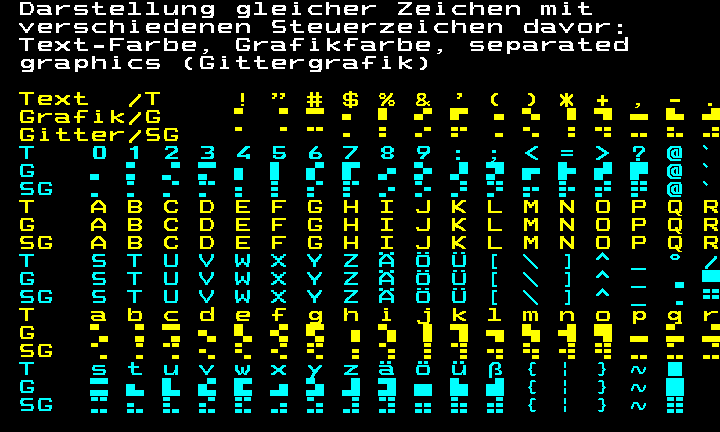 Darstellung gleicher Zeichen mit
verschiedenen Steuerzeichen davor:
Text-Farbe, Grafikfarbe, separated
graphics (Gittergrafik)
Text /T ! " # $ % & ' ( ) * + , - .
Grafik/G
Gitter/SG
T 0 1 2 3 4 5 6 7 8 9 : ; < = > ? @ `
G @ `
SG @ `
T A B C D E F G H I J K L M N O P Q R
G A B C D E F G H I J K L M N O P Q R
SG A B C D E F G H I J K L M N O P Q R
T S T U V W X Y Z Ä Ö Ü [ \ ] ^ _ ° /
G S T U V W X Y Z Ä Ö Ü [ \ ] ^ _
SG S T U V W X Y Z Ä Ö Ü [ \ ] ^ _
T a b c d e f g h i j k l m n o p q r
G
SG
T s t u v w x y z ä ö ü ß { ¦ } ~
G { ¦ } ~
SG { ¦ } ~